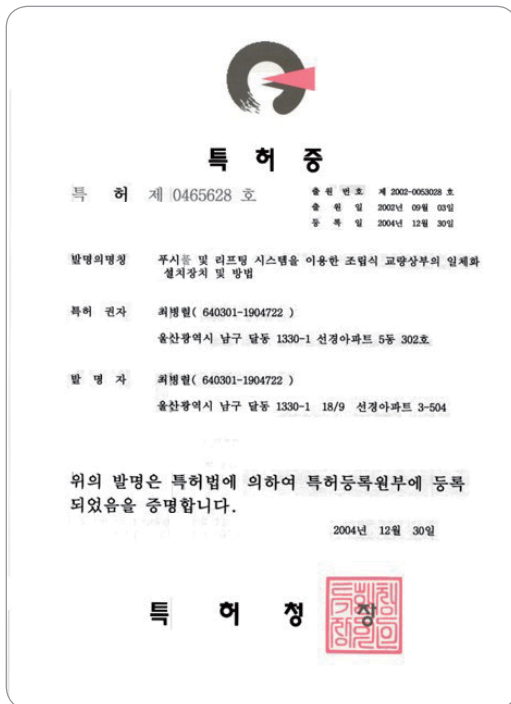 특 허 증
특 허 제 0465628 호
출 원 번 호 제 2002-0053028 호
출 원 일 2002년 09월 03일
등 록 일 2004년 12월 30일
발명의명칭 푸시풀 및 리프팅 시스템을 이용한 조립식 교량상부의 일체화
설치장치 및 방법
특허 권자 최병렬( 640301-1904722 )
울산광역시 남구 달동 1330-1 선경아파트 5동 302호
발 명 자 최병렬( 640301-1904722 )
울산광역시 남구 달동 1330-1 18/9 선경아파트 3-504
위의 발명은 특허법에 의하여 특허등록원부에 등록
되었음을 증명합니다.
2004년 12월 30일
특 허 청 장